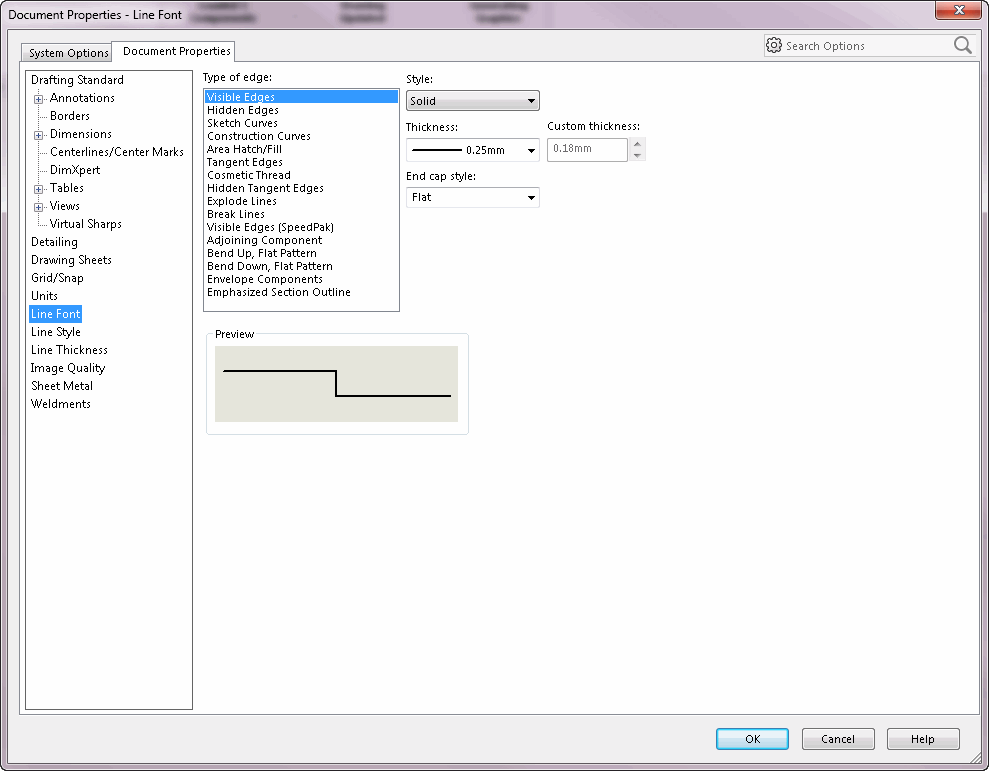 Document Properties - Line Font
System Options
Document Properties
Search Options
Drafting Standard
Annotations
Borders
Dimensions
Centerlines/Center Marks
DimXpert
Tables
Views
Virtual Sharps
Detailing
Drawing Sheets
Grid/Snap
Units
Line Font
Line Style
Line Thickness
Image Quality
Sheet Metal
Weldments
Type of edge:
Visible Edges
Hidden Edges
Sketch Curves
Construction Curves
Area Hatch/Fill
Tangent Edges
Cosmetic Thread
Hidden Tangent Edges
Explode Lines
Break Lines
Visible Edges (SpeedPak)
Adjoining Component
Bend Up, Flat Pattern
Bend Down, Flat Pattern
Envelope Components
Emphasized Section Outline
Style:
Solid
Thickness:
0.25mm
Custom thickness:
0.18mm
End cap style:
Flat
Preview
OK
Cancel
Help